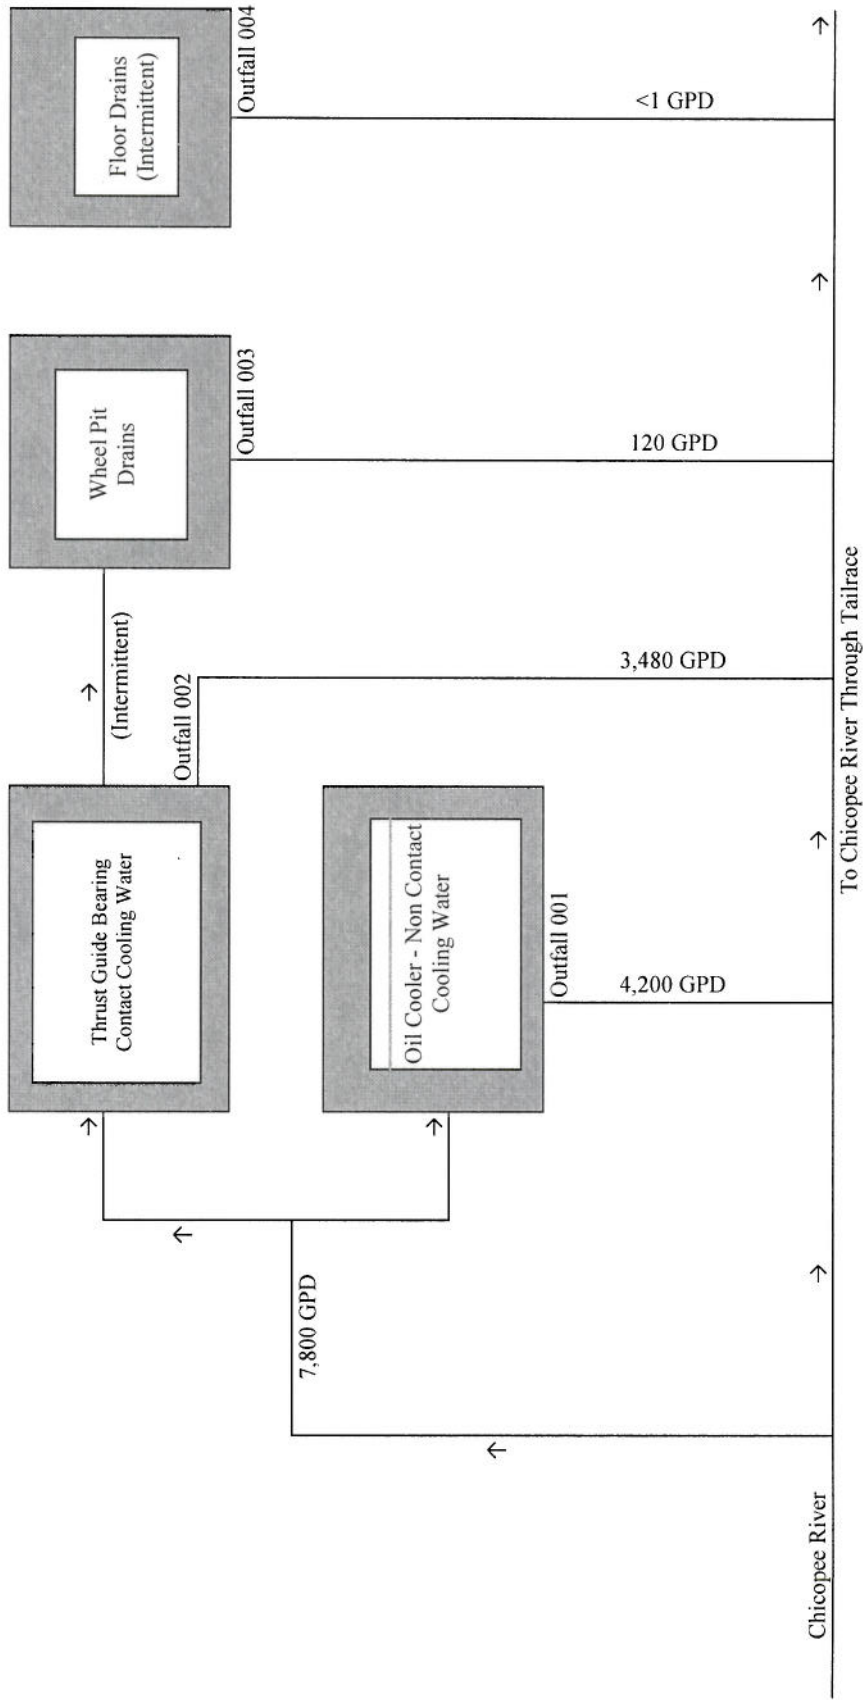 Thrust Guide Bearing
Contact Cooling Water
(Intermittent)
Wheel Pit
Drains
Floor Drains
(Intermittent)
Outfall 002
Outfall 003
Outfall 004
7,800 GPD
Oil Cooler - Non Contact
Cooling Water
Outfall 001
4,200 GPD
3,480 GPD
120 GPD
<1 GPD
Chicopee River
To Chicopee River Through Tailrace